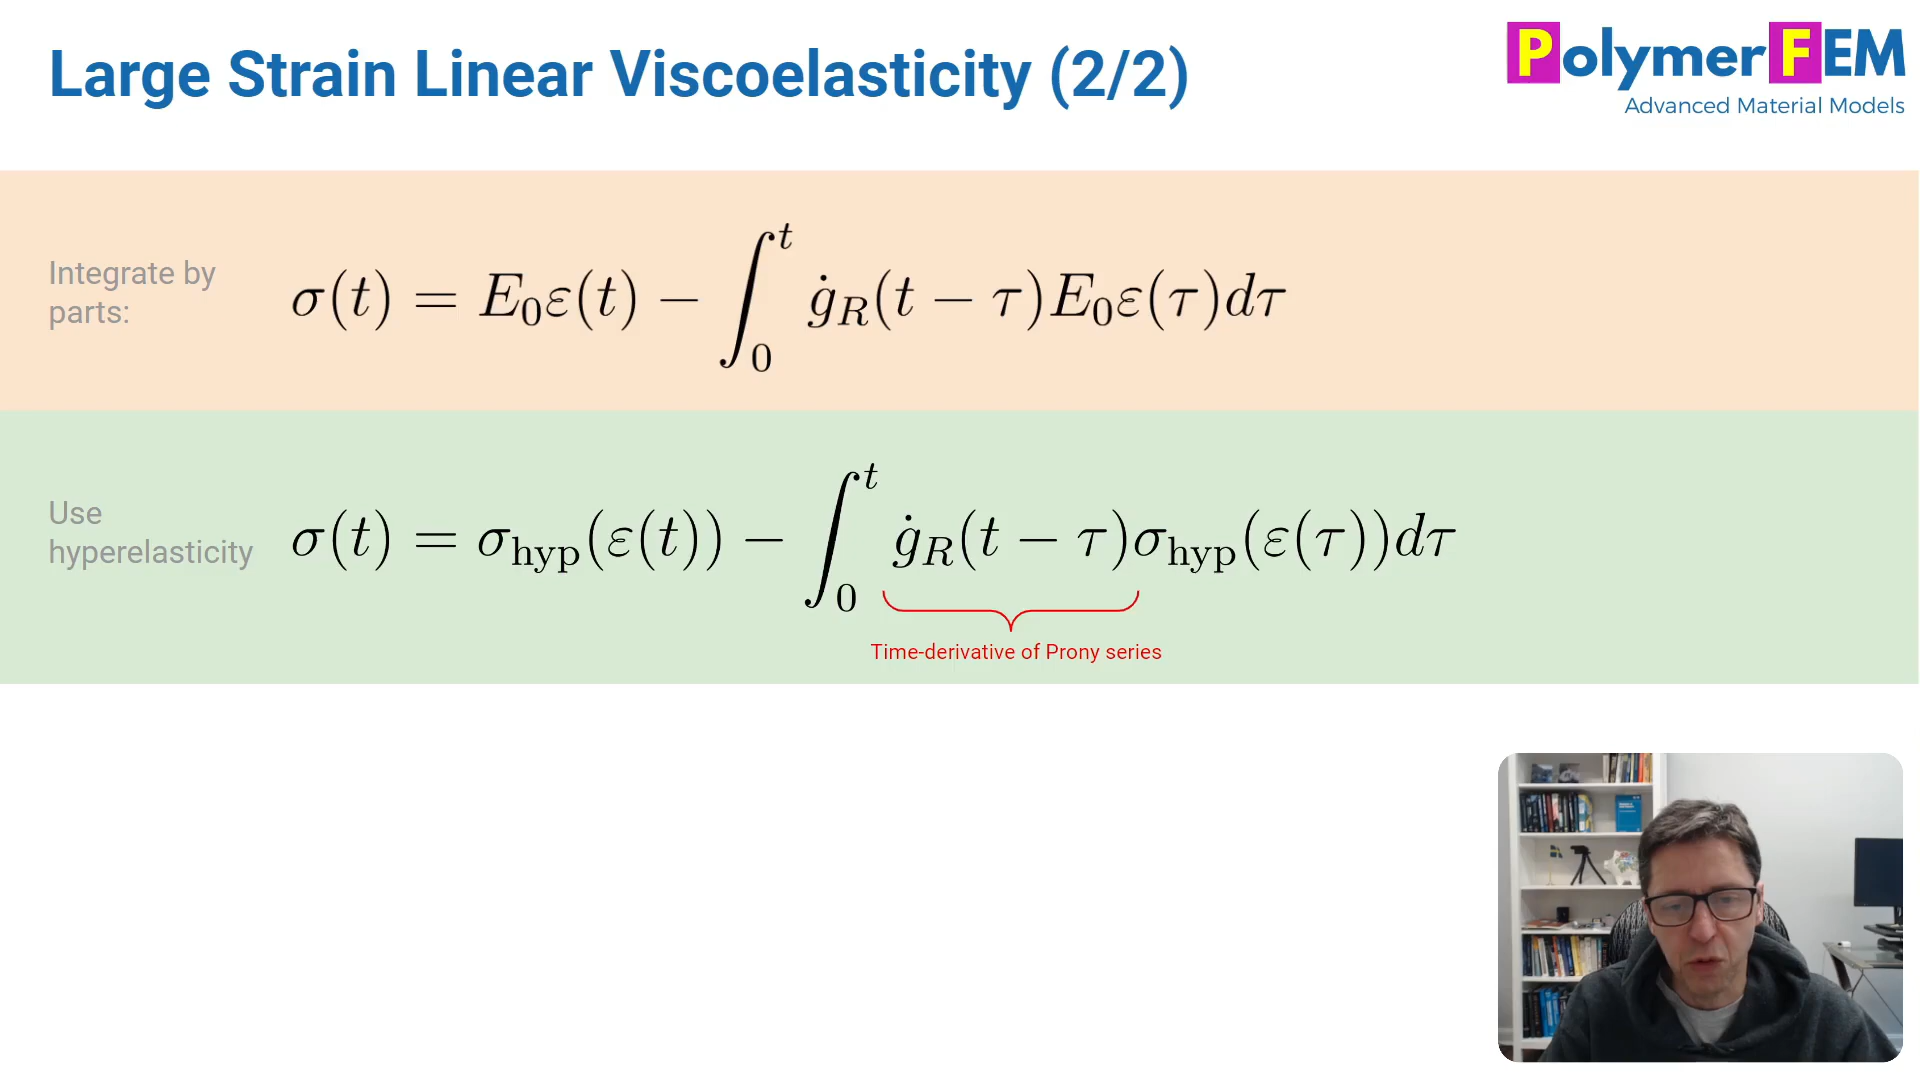 Large Strain Linear Viscoelasticity (2/2)
PolymerFEM
Advanced Material Models
Integrate by
parts:
σ(t) = E₀ε(t) − ∫₀ᵗ ġ_R(t − τ)E₀ε(τ)dτ
Use
hyperelasticity
σ(t) = σ_hyp(ε(t)) − ∫₀ᵗ ġ_R(t − τ)σ_hyp(ε(τ))dτ
Time-derivative of Prony series